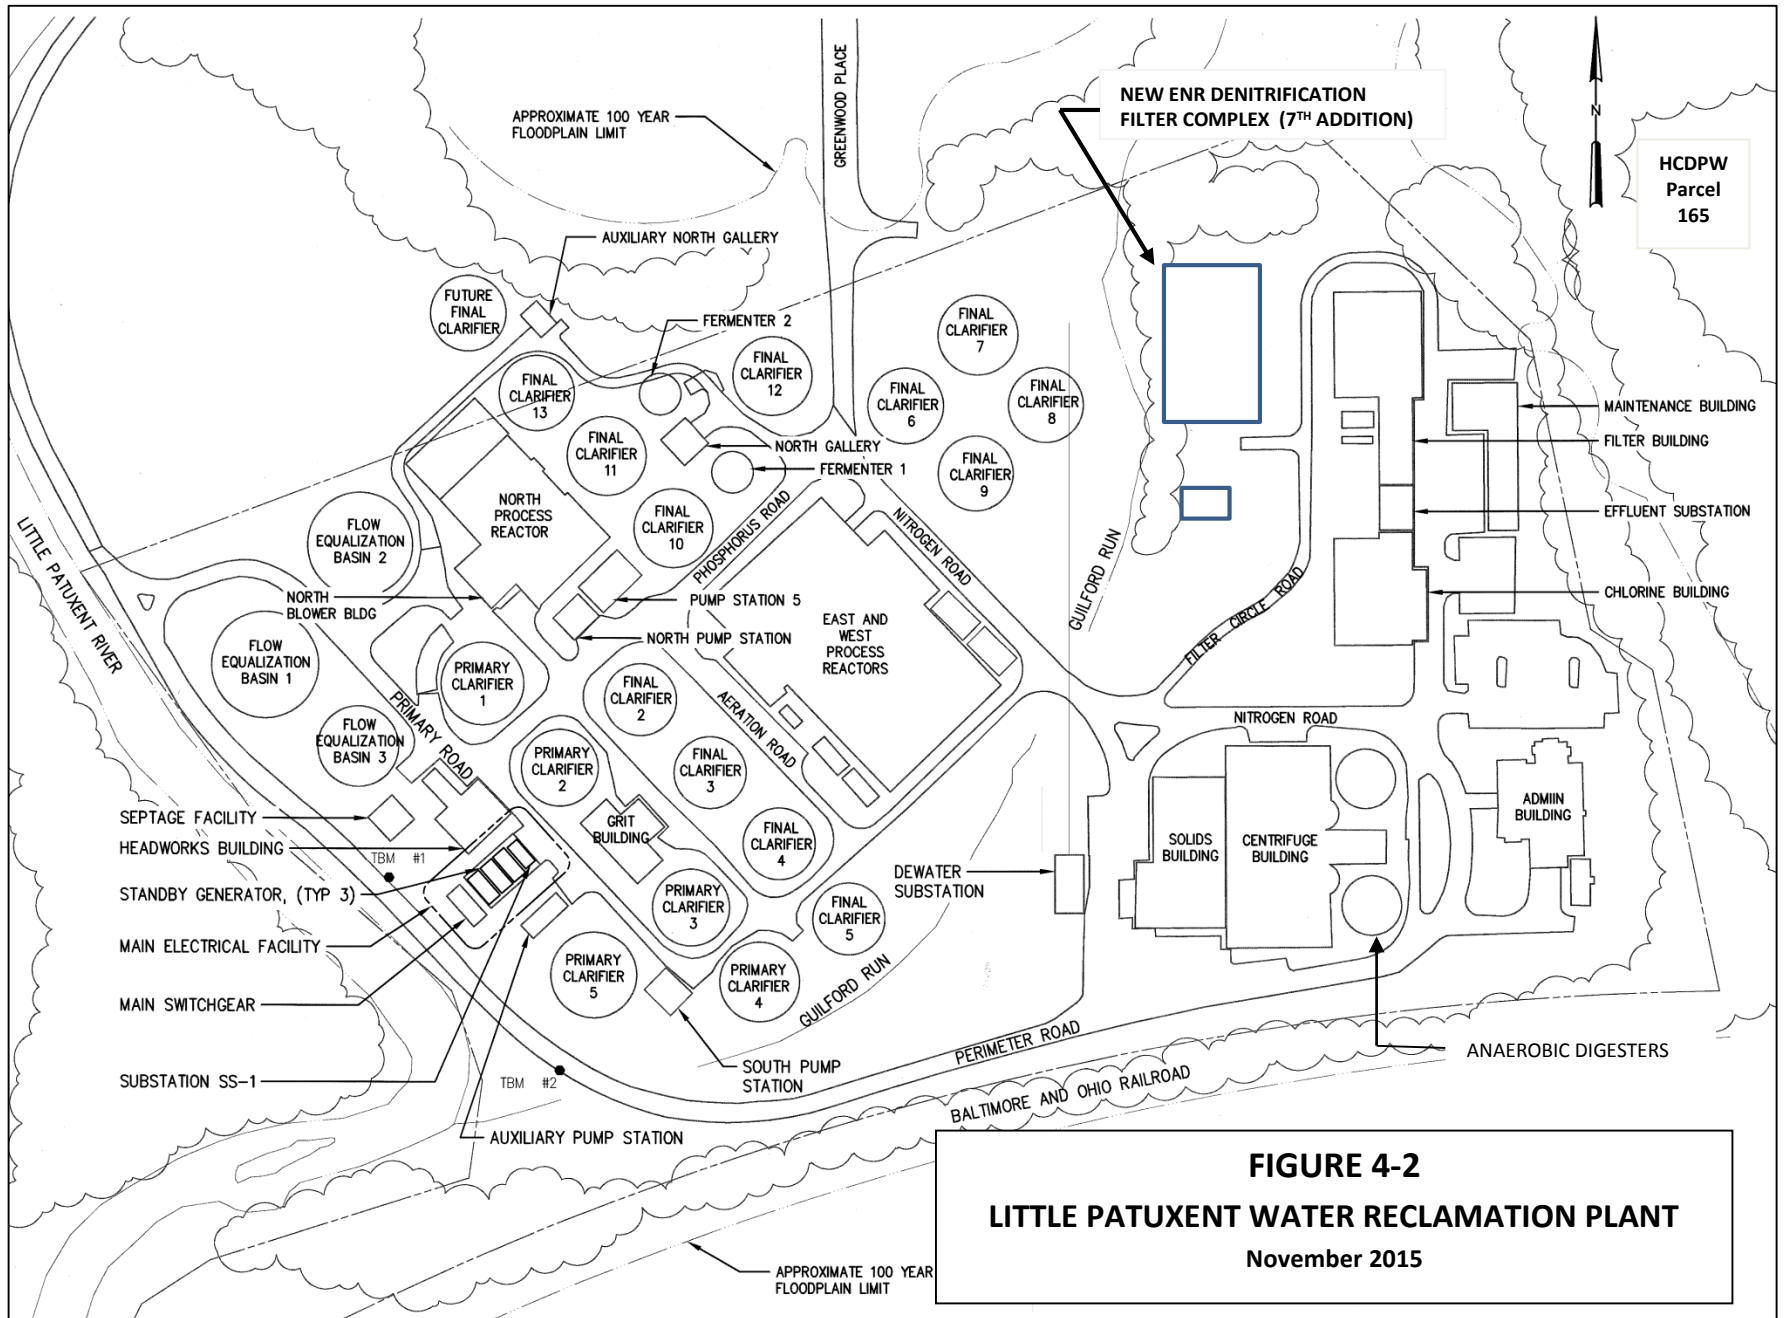 GREENWOOD PLACE
APPROXIMATE 100 YEAR
FLOODPLAIN LIMIT
NEW ENR DENITRIFICATION
FILTER COMPLEX (7TH ADDITION)
N
HCDPW
Parcel
165
AUXILIARY NORTH GALLERY
FUTURE
FINAL
CLARIFIER
FERMENTER 2
FINAL
CLARIFIER
13
FINAL
CLARIFIER
12
FINAL
CLARIFIER
11
NORTH GALLERY
FERMENTER 1
FINAL
CLARIFIER
10
FINAL
CLARIFIER
7
FINAL
CLARIFIER
6
FINAL
CLARIFIER
8
FINAL
CLARIFIER
9
MAINTENANCE BUILDING
FILTER BUILDING
EFFLUENT SUBSTATION
CHLORINE BUILDING
NORTH
PROCESS
REACTOR
FLOW
EQUALIZATION
BASIN 2
LITTLE PATUXENT RIVER
PHOSPHORUS ROAD
NITROGEN ROAD
GUILFORD RUN
FILTER CIRCLE ROAD
NORTH
BLOWER BLDG
PUMP STATION 5
NORTH PUMP STATION
EAST AND
WEST
PROCESS
REACTORS
FLOW
EQUALIZATION
BASIN 1
PRIMARY
CLARIFIER
1
FINAL
CLARIFIER
2
AERATION ROAD
PRIMARY ROAD
FLOW
EQUALIZATION
BASIN 3
PRIMARY
CLARIFIER
2
FINAL
CLARIFIER
3
NITROGEN ROAD
SEPTAGE FACILITY
HEADWORKS BUILDING
TBM #1
STANDBY GENERATOR, (TYP 3)
MAIN ELECTRICAL FACILITY
MAIN SWITCHGEAR
SUBSTATION SS-1
GRIT
BUILDING
FINAL
CLARIFIER
4
PRIMARY
CLARIFIER
3
FINAL
CLARIFIER
5
DEWATER
SUBSTATION
SOLIDS
BUILDING
CENTRIFUGE
BUILDING
ADMIIN
BUILDING
PRIMARY
CLARIFIER
5
PRIMARY
CLARIFIER
4
GUILFORD RUN
TBM #2
SOUTH PUMP
STATION
PERIMETER ROAD
ANAEROBIC DIGESTERS
BALTIMORE AND OHIO RAILROAD
AUXILIARY PUMP STATION
APPROXIMATE 100 YEAR
FLOODPLAIN LIMIT
FIGURE 4-2
LITTLE PATUXENT WATER RECLAMATION PLANT
November 2015